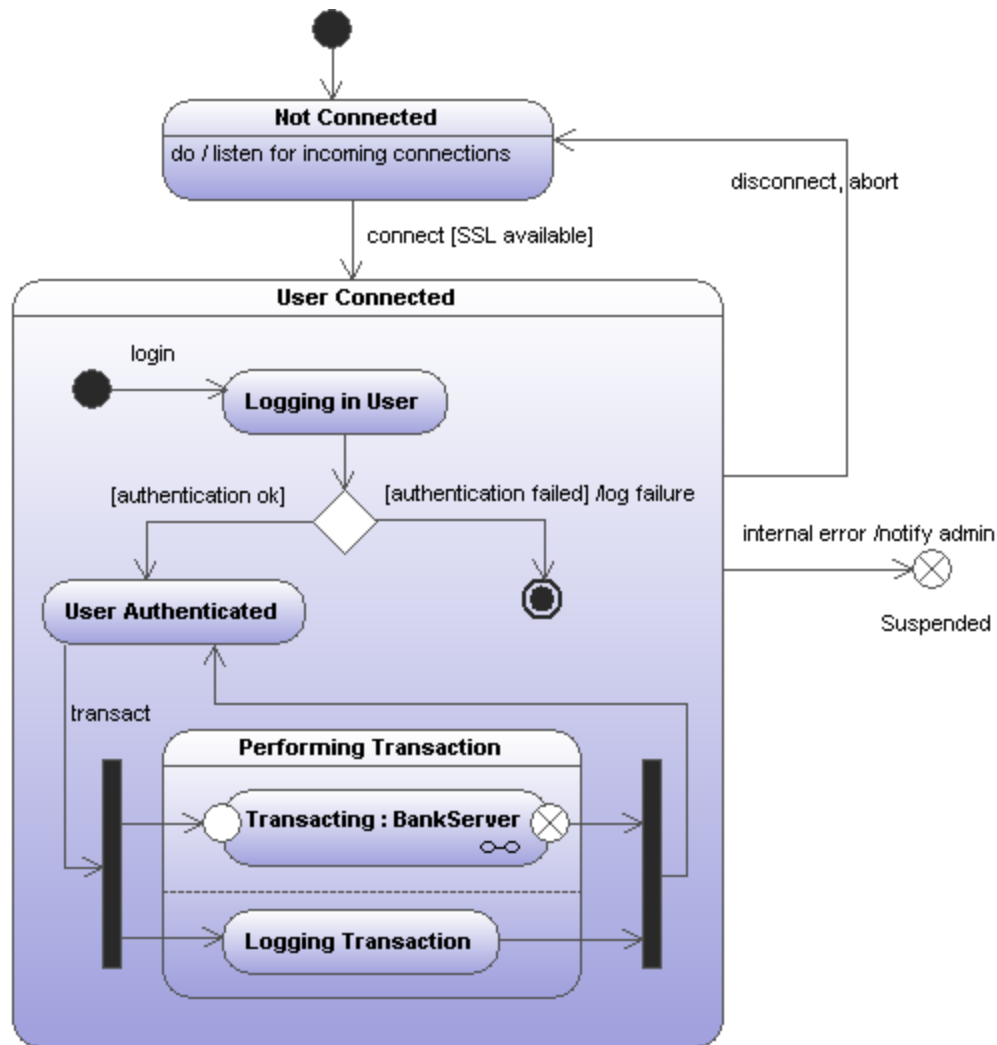 Not Connected
do / listen for incoming connections
disconnect, abort
connect [SSL available]
User Connected
login
Logging in User
[authentication ok]
[authentication failed] /log failure
internal error /notify admin
User Authenticated
Suspended
transact
Performing Transaction
Transacting : BankServer
Logging Transaction